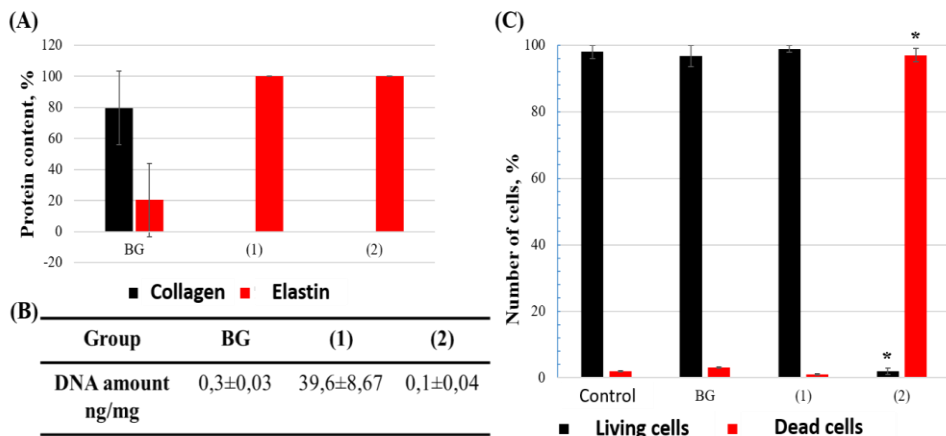 (A)
Protein content, %
120
100
80
60
40
20
0
-20
BG (1) (2)
Collagen Elastin
(B)
Group BG (1) (2)
DNA amount ng/mg 0,3±0,03 39,6±8,67 0,1±0,04
(C)
Number of cells, %
100
80
60
40
20
0
*
*
Control BG (1) (2)
Living cells Dead cells